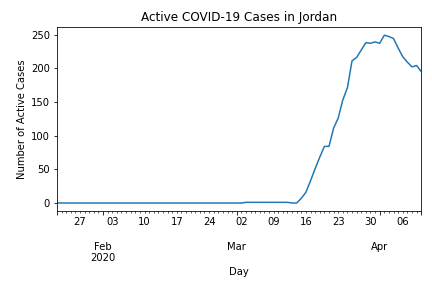 Active COVID-19 Cases in Jordan
Number of Active Cases
250
200
150
100
50
0
27 03 10 17 24 02 09 16 23 30 06
Feb Mar Apr
2020
Day